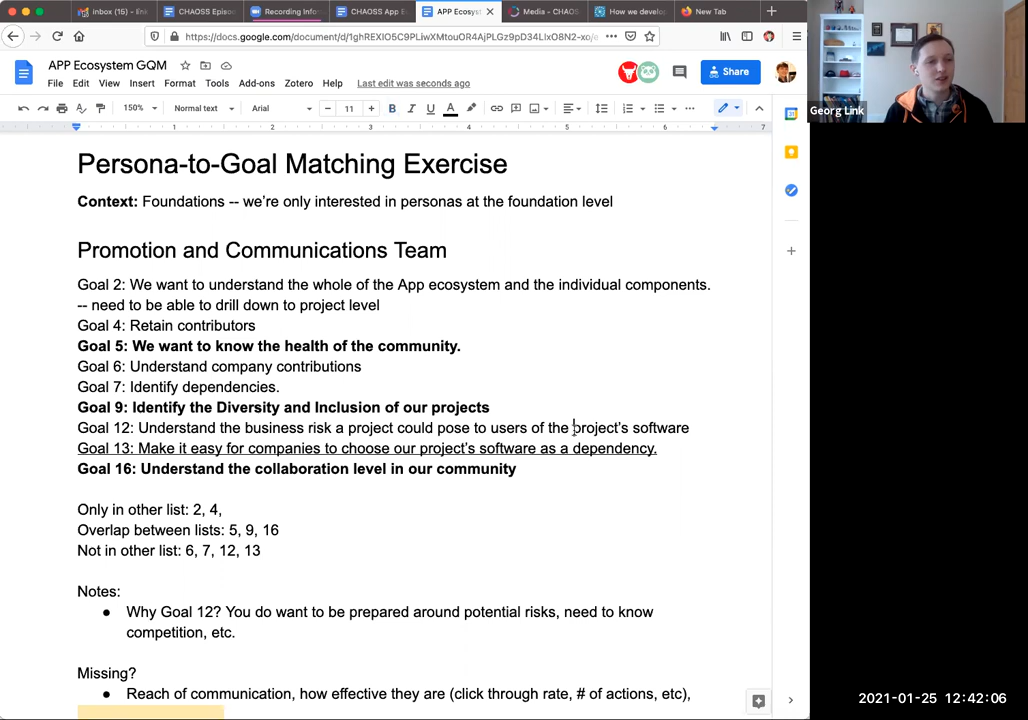 inbox (15) - link
CHAOSS Episo
Recording Infor
CHAOSS App E
APP Ecosyst
Media – CHAO
How we develo
New Tab
https://docs.google.com/document/d/1ghREXIO5C9PLiwXMtouOR4AjPLGz9pD34LIxO8N2-xo/
APP Ecosystem GQM
File Edit View Insert Format Tools Add-ons Zotero Help Last edit was seconds ago
Share
150% Normal text Arial 11 B I U A
1 2 3 4 5 6 7
Georg Link
Persona-to-Goal Matching Exercise
Context: Foundations -- we're only interested in personas at the foundation level
Promotion and Communications Team
Goal 2: We want to understand the whole of the App ecosystem and the individual components.
-- need to be able to drill down to project level
Goal 4: Retain contributors
Goal 5: We want to know the health of the community.
Goal 6: Understand company contributions
Goal 7: Identify dependencies.
Goal 9: Identify the Diversity and Inclusion of our projects
Goal 12: Understand the business risk a project could pose to users of the project's software
Goal 13: Make it easy for companies to choose our project's software as a dependency.
Goal 16: Understand the collaboration level in our community
Only in other list: 2, 4,
Overlap between lists: 5, 9, 16
Not in other list: 6, 7, 12, 13
Notes:
● Why Goal 12? You do want to be prepared around potential risks, need to know
competition, etc.
Missing?
● Reach of communication, how effective they are (click through rate, # of actions, etc),
2021-01-25 12:42:06